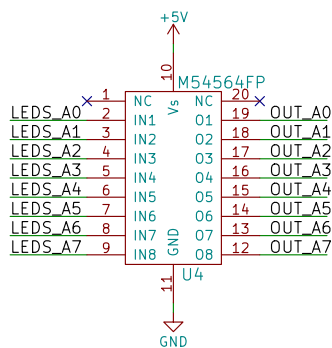 +5V
10
M54564FP
1 NC Vs NC 20
LEDS_A0 2 IN1 O1 19 OUT_A0
LEDS_A1 3 IN2 O2 18 OUT_A1
LEDS_A2 4 IN3 O3 17 OUT_A2
LEDS_A3 5 IN4 O4 16 OUT_A3
LEDS_A4 6 IN5 O5 15 OUT_A4
LEDS_A5 7 IN6 O6 14 OUT_A5
LEDS_A6 8 IN7 O7 13 OUT_A6
LEDS_A7 9 IN8 GND O8 12 OUT_A7
11
U4
GND